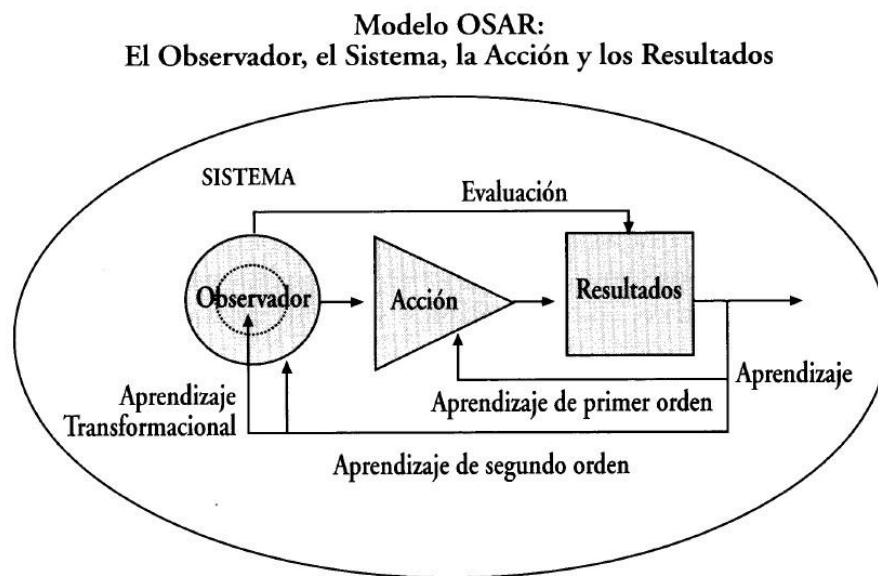 Modelo OSAR:
El Observador, el Sistema, la Acción y los Resultados
SISTEMA
Evaluación
Observador
Acción
Resultados
Aprendizaje
Transformacional
Aprendizaje de primer orden
Aprendizaje
Aprendizaje de segundo orden